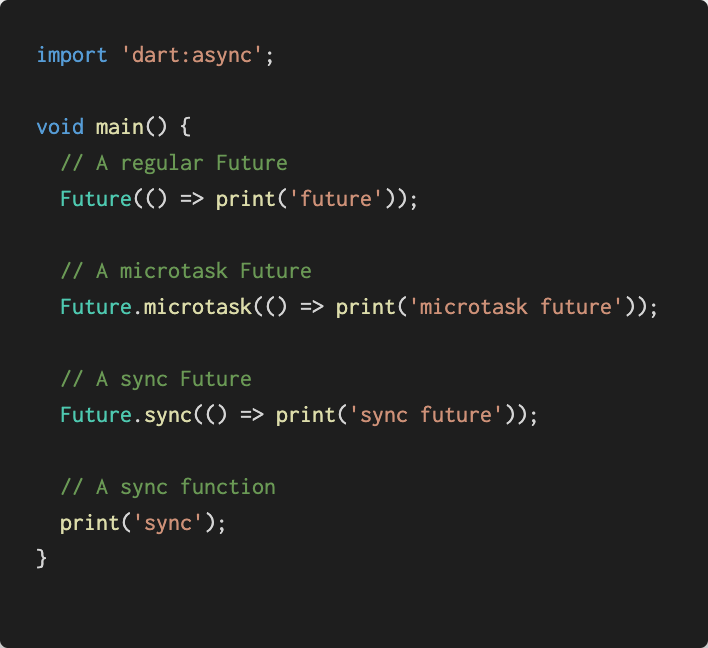 import 'dart:async';
void main() {
// A regular Future
Future(() => print('future'));
// A microtask Future
Future.microtask(() => print('microtask future'));
// A sync Future
Future.sync(() => print('sync future'));
// A sync function
print('sync');
}